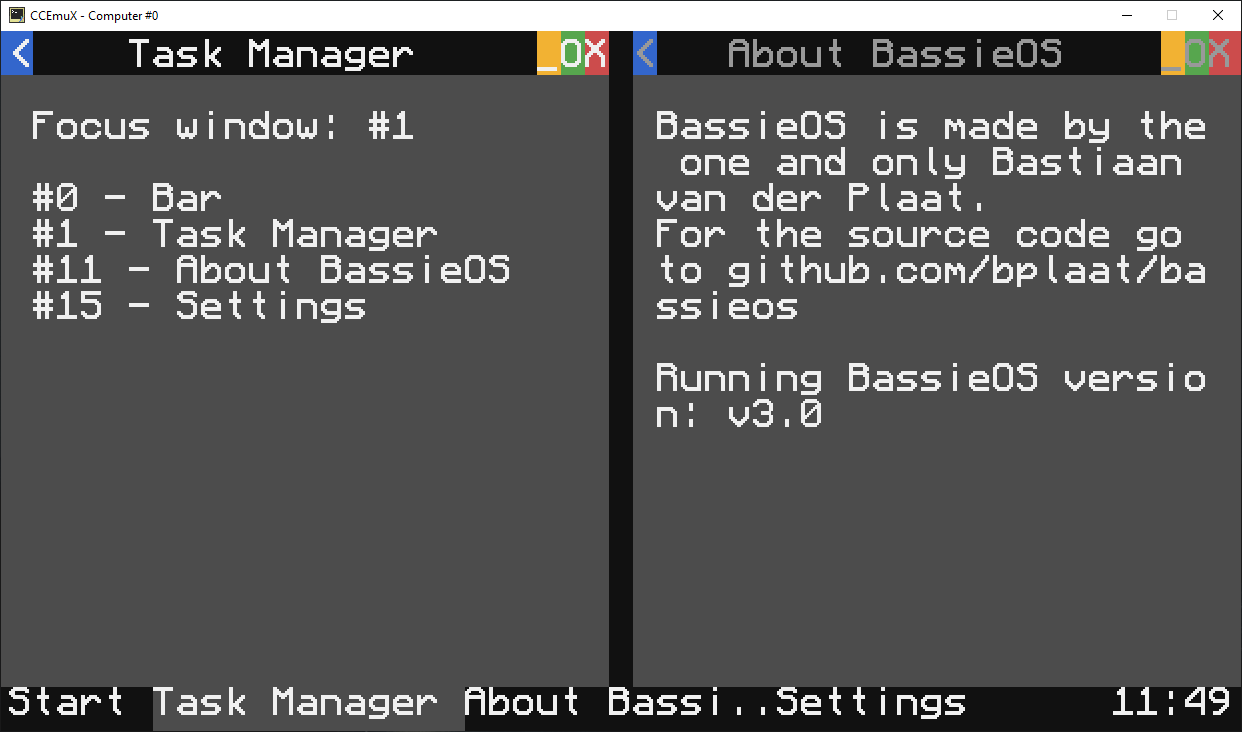 CCEmuX - Computer #0
< Task Manager _OX
Focus window: #1
#0 - Bar
#1 - Task Manager
#11 - About BassieOS
#15 - Settings
< About BassieOS _OX
BassieOS is made by the
one and only Bastiaan
van der Plaat.
For the source code go
to github.com/bplaat/ba
ssieos
Running BassieOS versio
n: v3.0
Start Task Manager About Bassi..Settings 11:49